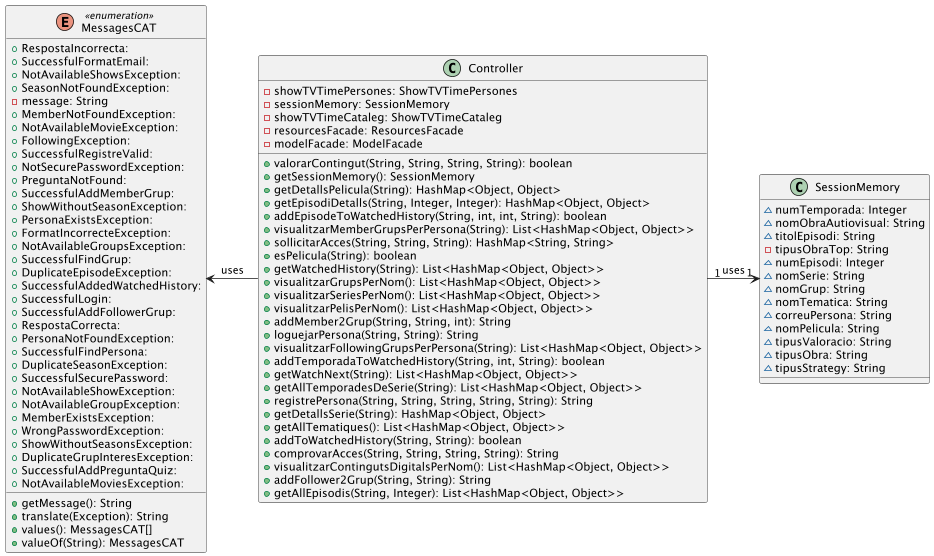 «enumeration»
E MessagesCAT
RespostaIncorrecta:
SuccessfulFormatEmail:
NotAvailableShowsException:
SeasonNotFoundException:
message: String
MemberNotFoundException:
NotAvailableMovieException:
FollowingException:
SuccessfulRegistreValid:
NotSecurePasswordException:
PreguntaNotFound:
SuccessfulAddMemberGrup:
ShowWithoutSeasonException:
PersonaExistsException:
FormatIncorrecteException:
NotAvailableGroupsException:
SuccessfulFindGrup:
DuplicateEpisodeException:
SuccessfulAddedWatchedHistory:
SuccessfulLogin:
SuccessfulAddFollowerGrup:
RespostaCorrecta:
PersonaNotFoundException:
SuccessfulFindPersona:
DuplicateSeasonException:
SuccessfulSecurePassword:
NotAvailableShowException:
NotAvailableGroupException:
MemberExistsException:
WrongPasswordException:
ShowWithoutSeasonsException:
DuplicateGrupInteresException:
SuccessfulAddPreguntaQuiz:
NotAvailableMoviesException:
getMessage(): String
translate(Exception): String
values(): MessagesCAT[]
valueOf(String): MessagesCAT
uses
C Controller
showTVTimePersones: ShowTVTimePersones
sessionMemory: SessionMemory
showTVTimeCataleg: ShowTVTimeCataleg
resourcesFacade: ResourcesFacade
modelFacade: ModelFacade
valorarContingut(String, String, String, String): boolean
getSessionMemory(): SessionMemory
getDetallsPelicula(String): HashMap<Object, Object>
getEpisodiDetalls(String, Integer, Integer): HashMap<Object, Object>
addEpisodeToWatchedHistory(String, int, int, String): boolean
visualitzarMemberGrupsPerPersona(String): List<HashMap<Object, Object>>
sollicitarAcces(String, String, String): HashMap<String, String>
esPelicula(String): boolean
getWatchedHistory(String): List<HashMap<Object, Object>>
visualitzarGrupsPerNom(): List<HashMap<Object, Object>>
visualitzarSeriesPerNom(): List<HashMap<Object, Object>>
visualitzarPelisPerNom(): List<HashMap<Object, Object>>
addMember2Grup(String, String, int): String
loguejarPersona(String, String): String
visualitzarFollowingGrupsPerPersona(String): List<HashMap<Object, Object>>
addTemporadaToWatchedHistory(String, int, String): boolean
getWatchNext(String): List<HashMap<Object, Object>>
getAllTemporadesDeSerie(String): List<HashMap<Object, Object>>
registrePersona(String, String, String, String, String): String
getDetallsSerie(String): HashMap<Object, Object>
getAllTematiques(): List<HashMap<Object, Object>>
addToWatchedHistory(String, String): boolean
comprovarAcces(String, String, String, String): String
visualitzarContingutsDigitalsPerNom(): List<HashMap<Object, Object>>
addFollower2Grup(String, String): String
getAllEpisodis(String, Integer): List<HashMap<Object, Object>>
1 uses 1
C SessionMemory
numTemporada: Integer
nomObraAutiovisual: String
titolEpisodi: String
tipusObraTop: String
numEpisodi: Integer
nomSerie: String
nomGrup: String
nomTematica: String
correuPersona: String
nomPelicula: String
tipusValoracio: String
tipusObra: String
tipusStrategy: String